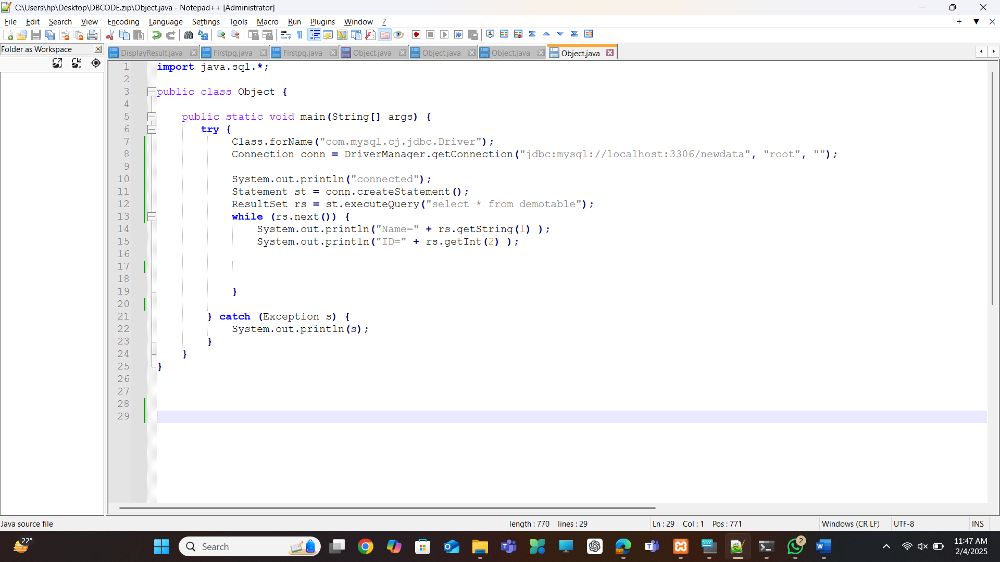 C:\Users\hp\Desktop\DBCODE.zip\Object.java - Notepad++ [Administrator]
File Edit Search View Encoding Language Settings Tools Macro Run Plugins Window ?
Folder as Workspace
DisplayResult.java Firstpg.java Firstpg.java Object.java Object.java Object.java Object.java
1 import java.sql.*;
2
3 public class Object {
4
5 public static void main(String[] args) {
6 try {
7 Class.forName("com.mysql.cj.jdbc.Driver");
8 Connection conn = DriverManager.getConnection("jdbc:mysql://localhost:3306/newdata", "root", "");
9
10 System.out.println("connected");
11 Statement st = conn.createStatement();
12 ResultSet rs = st.executeQuery("select * from demotable");
13 while (rs.next()) {
14 System.out.println("Name=" + rs.getString(1) );
15 System.out.println("ID=" + rs.getInt(2) );
16
17
18
19 }
20
21 } catch (Exception s) {
22 System.out.println(s);
23 }
24 }
25 }
26
27
28
29
Java source file length : 770 lines : 29 Ln : 29 Col : 1 Pos : 771 Windows (CR LF) UTF-8 INS
22° Search 2 11:47 AM
2/4/2025